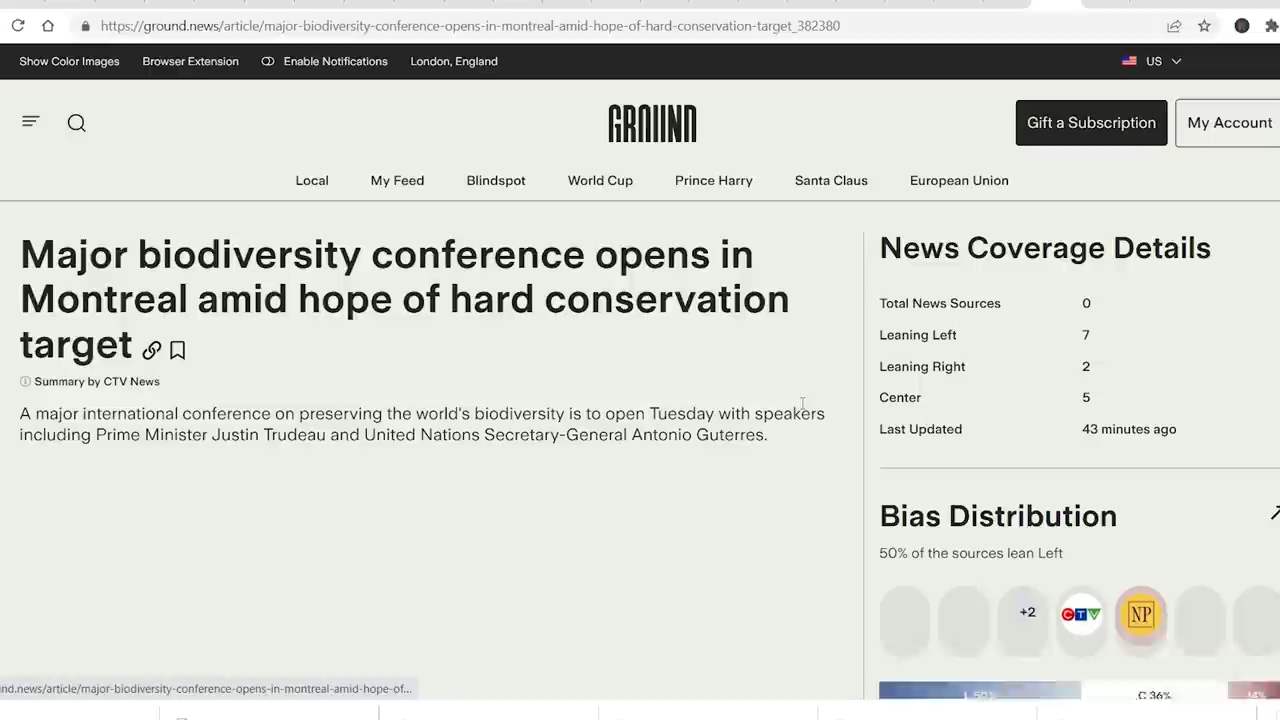 https://ground.news/article/major-biodiversity-conference-opens-in-montreal-amid-hope-of-hard-conservation-target_382380
Show Color Images Browser Extension Enable Notifications London, England US
GROUND
Gift a Subscription My Account
Local My Feed Blindspot World Cup Prince Harry Santa Claus European Union
Major biodiversity conference opens in
Montreal amid hope of hard conservation
target
Summary by CTV News
A major international conference on preserving the world's biodiversity is to open Tuesday with speakers
including Prime Minister Justin Trudeau and United Nations Secretary-General Antonio Guterres.
News Coverage Details
Total News Sources 0
Leaning Left 7
Leaning Right 2
Center 5
Last Updated 43 minutes ago
Bias Distribution
50% of the sources lean Left
+2 CTV NP
L 50% C 36% 14%
nd.news/article/major-biodiversity-conference-opens-in-montreal-amid-hope-of...